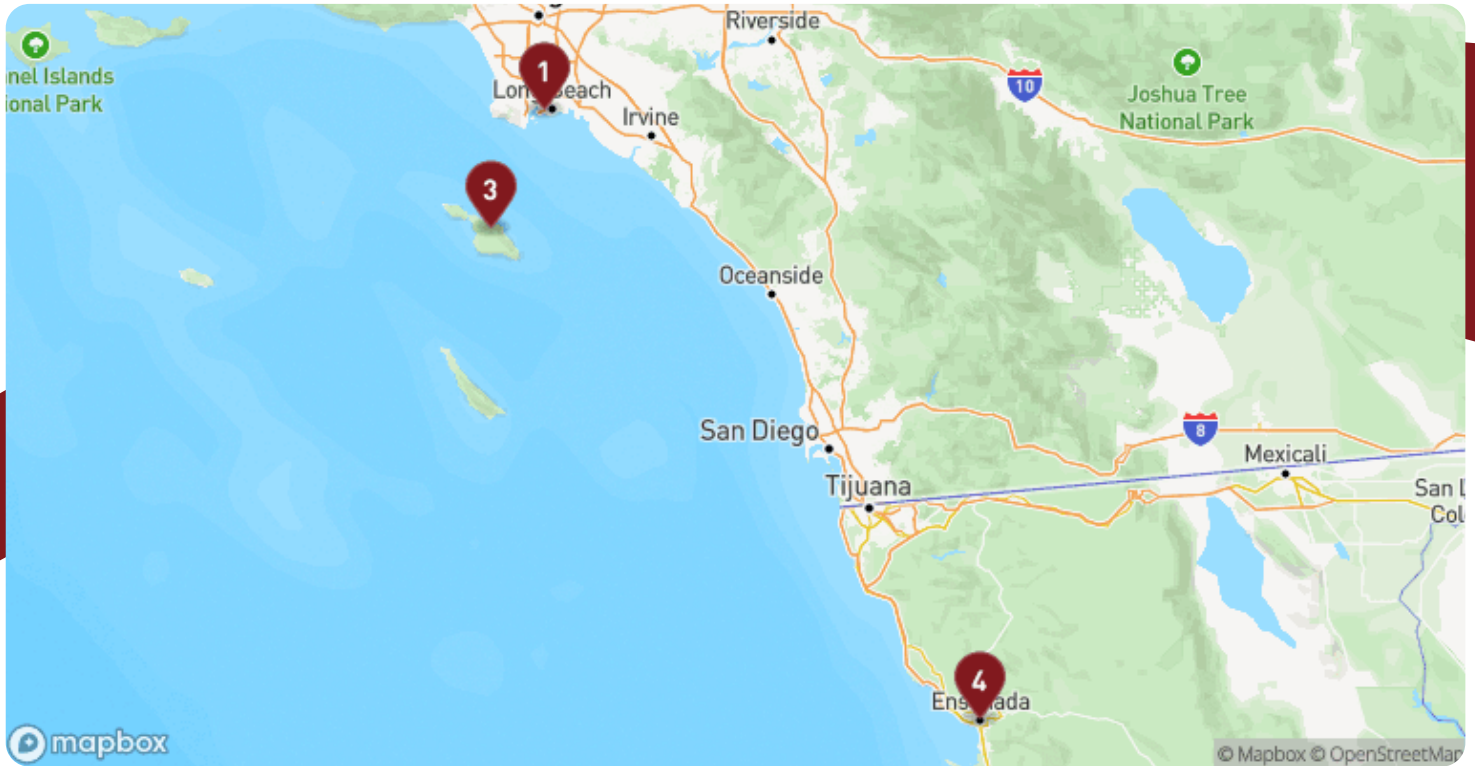 Riverside
1
Long Beach
10
nel Islands
ional Park
Joshua Tree
National Park
Irvine
3
Oceanside
San Diego
8
Mexicali
Tijuana
San L
Col
4
Ensenada
mapbox
© Mapbox © OpenStreetMap